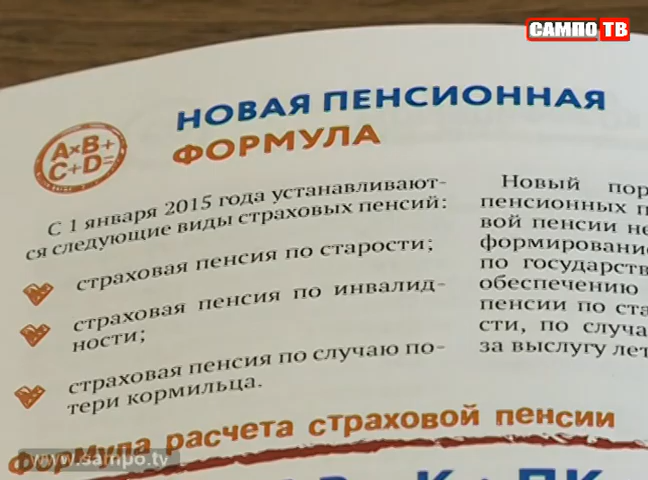 САМПО ТВ
НОВАЯ ПЕНСИОННАЯ
ФОРМУЛА
A×B+
C+D=
С 1 января 2015 года устанавливают-
ся следующие виды страховых пенсий:
страховая пенсия по старости;
страховая пенсия по инвалид-
ности;
страховая пенсия по случаю по-
тери кормильца.
Новый пор
пенсионных п
вой пенсии не
формирование
по государств
обеспечению
пенсии по ста
сти, по случа
за выслугу лет
формула расчета страховой пенсии
www.sampo.tv